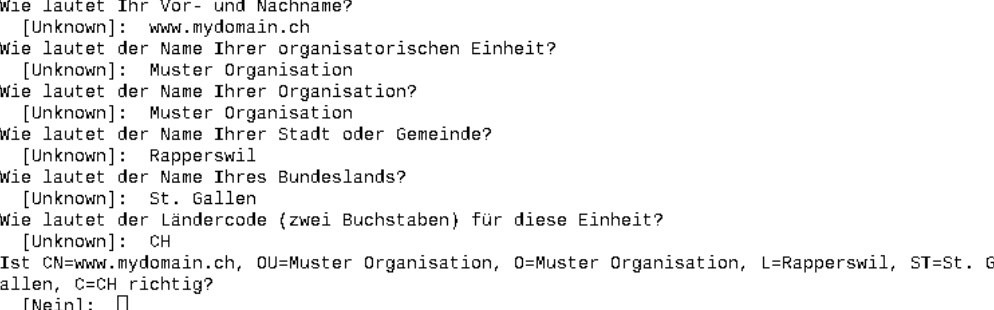 Wie lautet Ihr Vor- und Nachname?
[Unknown]: www.mydomain.ch
Wie lautet der Name Ihrer organisatorischen Einheit?
[Unknown]: Muster Organisation
Wie lautet der Name Ihrer Organisation?
[Unknown]: Muster Organisation
Wie lautet der Name Ihrer Stadt oder Gemeinde?
[Unknown]: Rapperswil
Wie lautet der Name Ihres Bundeslands?
[Unknown]: St. Gallen
Wie lautet der Ländercode (zwei Buchstaben) für diese Einheit?
[Unknown]: CH
Ist CN=www.mydomain.ch, OU=Muster Organisation, O=Muster Organisation, L=Rapperswil, ST=St. G
allen, C=CH richtig?
[Nein]: